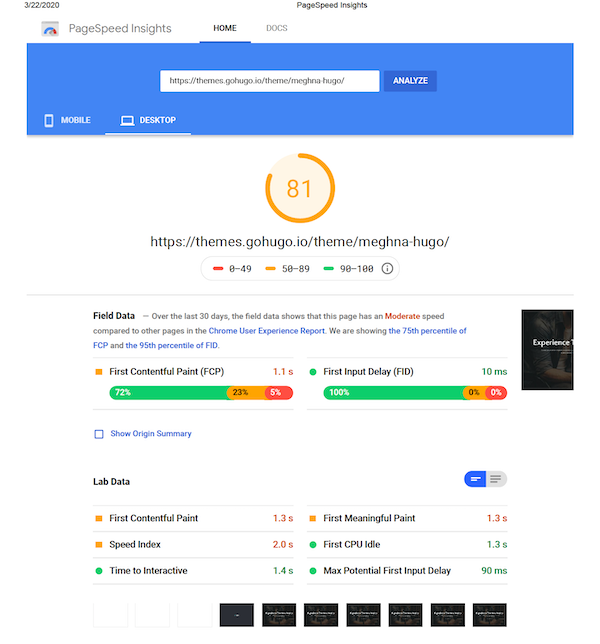 3/22/2020 PageSpeed Insights
PageSpeed Insights HOME DOCS
https://themes.gohugo.io/theme/meghna-hugo/ ANALYZE
MOBILE DESKTOP
81
https://themes.gohugo.io/theme/meghna-hugo/
0–49 50–89 90–100
Field Data — Over the last 30 days, the field data shows that this page has an Moderate speed
compared to other pages in the Chrome User Experience Report. We are showing the 75th percentile of
FCP and the 95th percentile of FID.
Experience T
First Contentful Paint (FCP) 1.1 s
72% 23% 5%
First Input Delay (FID) 10 ms
100% 0% 0%
Show Origin Summary
Lab Data
First Contentful Paint 1.3 s
First Meaningful Paint 1.3 s
Speed Index 2.0 s
First CPU Idle 1.3 s
Time to Interactive 1.4 s
Max Potential First Input Delay 90 ms